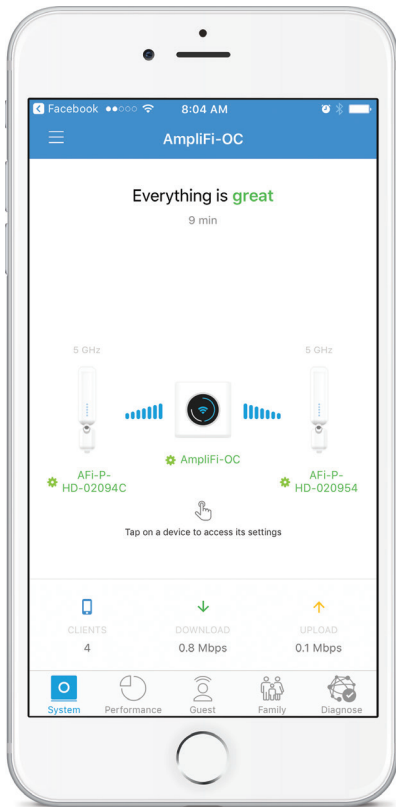 Facebook 8:04 AM
AmpliFi-OC
Everything is great
9 min
5 GHz 5 GHz
AmpliFi-OC
AFi-P-
HD-02094C
AFi-P-
HD-020954
Tap on a device to access its settings
CLIENTS DOWNLOAD UPLOAD
4 0.8 Mbps 0.1 Mbps
System Performance Guest Family Diagnose